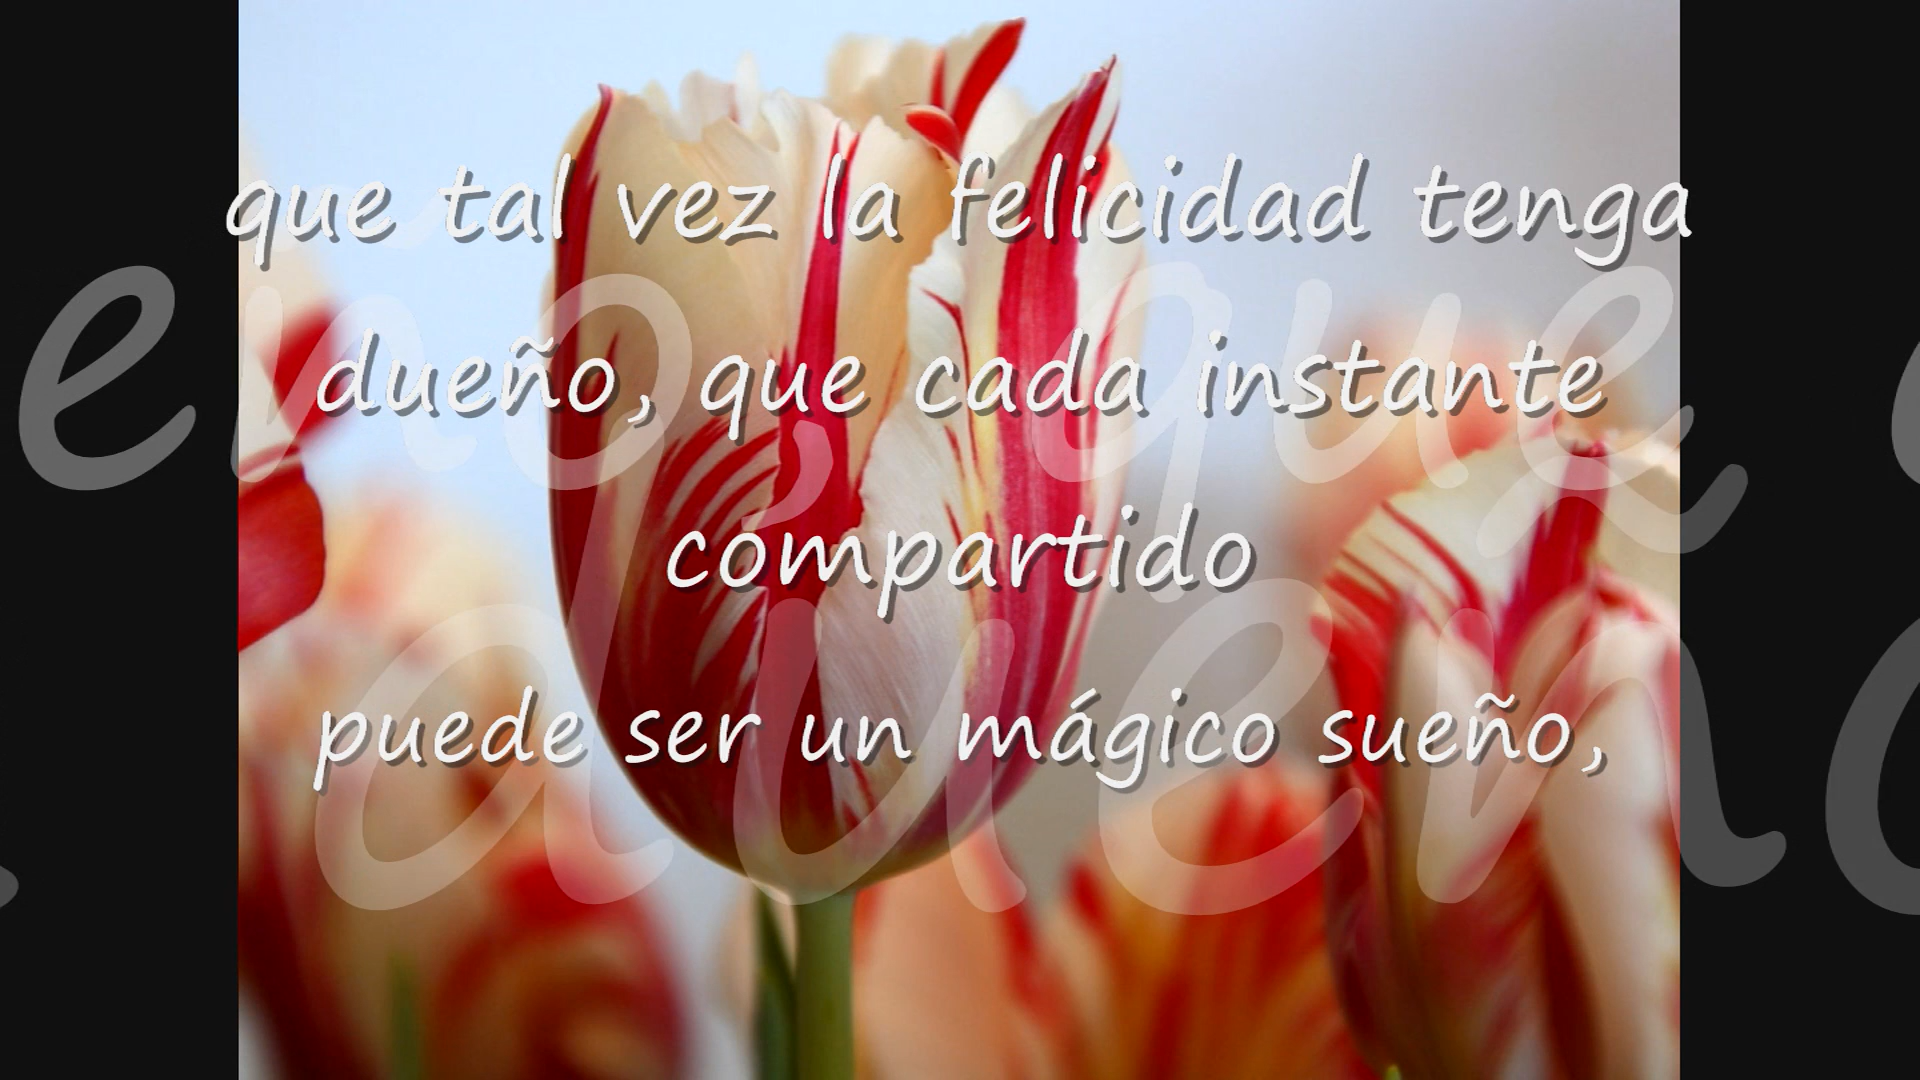 que tal vez la felicidad tenga
dueño, que cada instante
compartido
puede ser un mágico sueño,